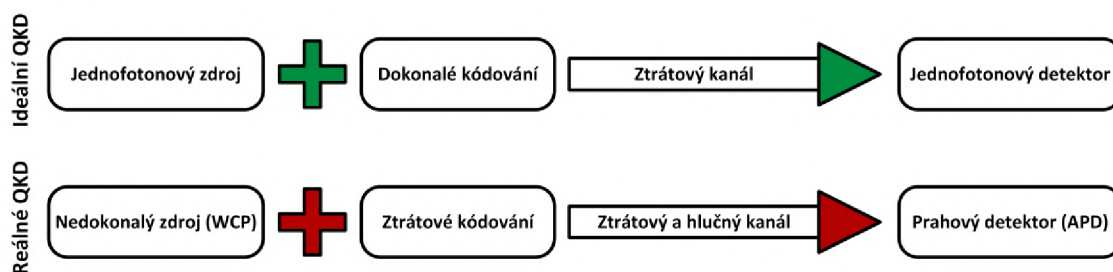 Ideální QKD
Jednofotonový zdroj
Dokonalé kódování
Ztrátový kanál
Jednofotonový detektor
Reálné QKD
Nedokonalý zdroj (WCP)
Ztrátové kódování
Ztrátový a hlučný kanál
Prahový detektor (APD)